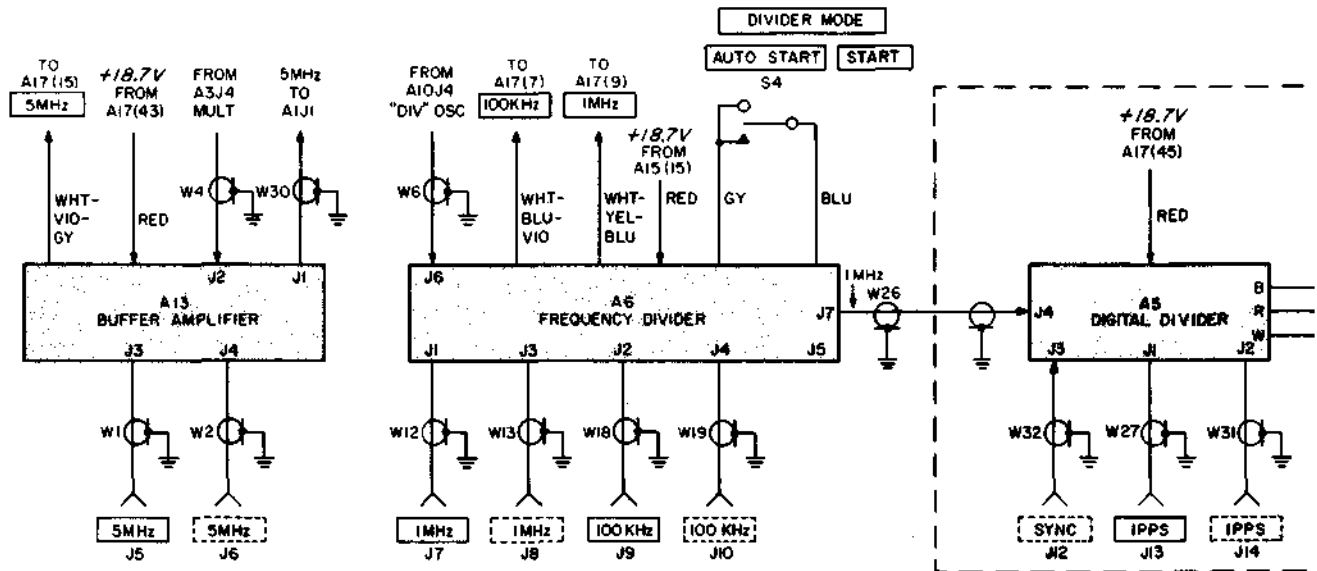 DIVIDER MODE
AUTO START
START
S4
TO
A17(15)
5MHz
+18.7V
FROM
A17(43)
FROM
A3J4
MULT
5MHz
TO
A1J1
FROM
A10J4
"DIV" OSC
TO
A17(7)
100KHz
TO
A17(9)
1MHz
+18.7V
FROM
A15(15)
+18.7V
FROM
A17(45)
WHT-
VIO-
GY
RED
W4
W30
W6
WHT-
BLU-
VIO
WHT-
YEL-
BLU
RED
GY
BLU
RED
J2
J1
A13
BUFFER AMPLIFIER
J3
J4
J6
A6
FREQUENCY DIVIDER
J7
J1
J3
J2
J4
J5
1MHz
W26
J4
A5
DIGITAL DIVIDER
B
R
W
J3
J1
J2
W1
W2
W12
W13
W18
W19
W32
W27
W31
5MHz
J5
5MHz
J6
1MHz
J7
1MHz
J8
100KHz
J9
100KHz
J10
SYNC
J12
1PPS
J13
1PPS
J14